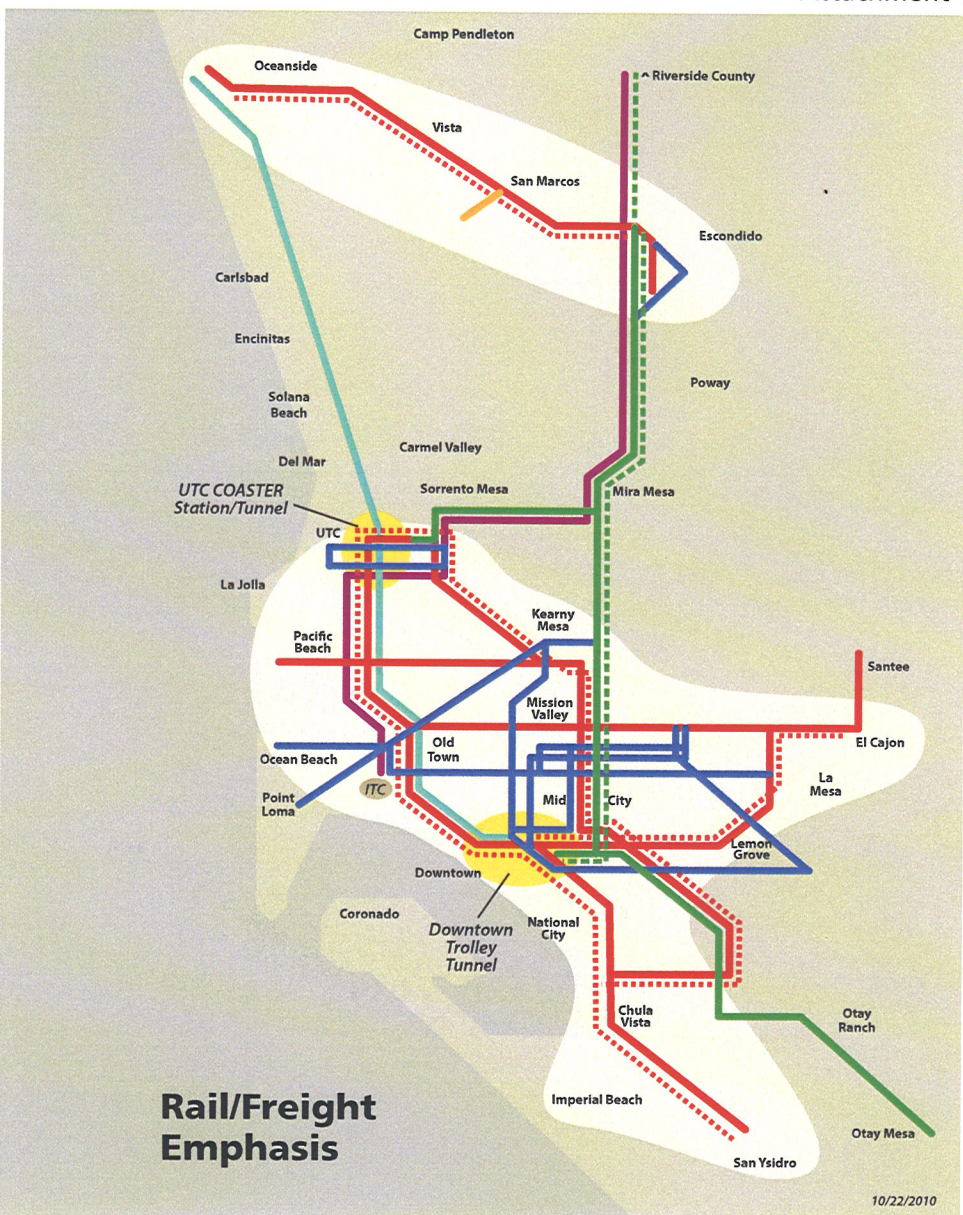 Camp Pendleton
Oceanside
^ Riverside County
Vista
San Marcos
Escondido
Carlsbad
Encinitas
Poway
Solana
Beach
Carmel Valley
Del Mar
UTC COASTER
Station/Tunnel
Sorrento Mesa
Mira Mesa
UTC
La Jolla
Kearny
Mesa
Pacific
Beach
Santee
Mission
Valley
Old
Town
El Cajon
Ocean Beach
La
Mesa
ITC
Point
Loma
Mid
City
Lemon
Grove
Downtown
Coronado
National
City
Downtown
Trolley
Tunnel
Chula
Vista
Otay
Ranch
Rail/Freight
Emphasis
Imperial Beach
Otay Mesa
San Ysidro
10/22/2010